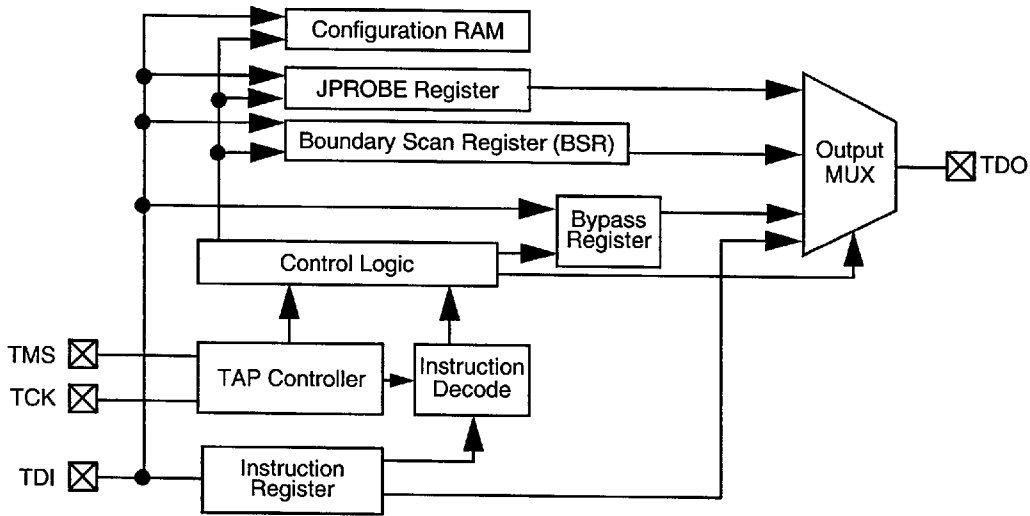 Configuration RAM
JPROBE Register
Boundary Scan Register (BSR)
Output
MUX
TDO
Bypass
Register
Control Logic
TMS
TCK
TAP Controller
Instruction
Decode
TDI
Instruction
Register